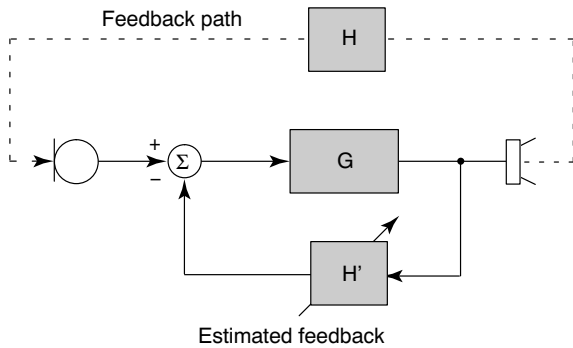 Feedback path
H
+
Σ
−
G
H'
Estimated feedback